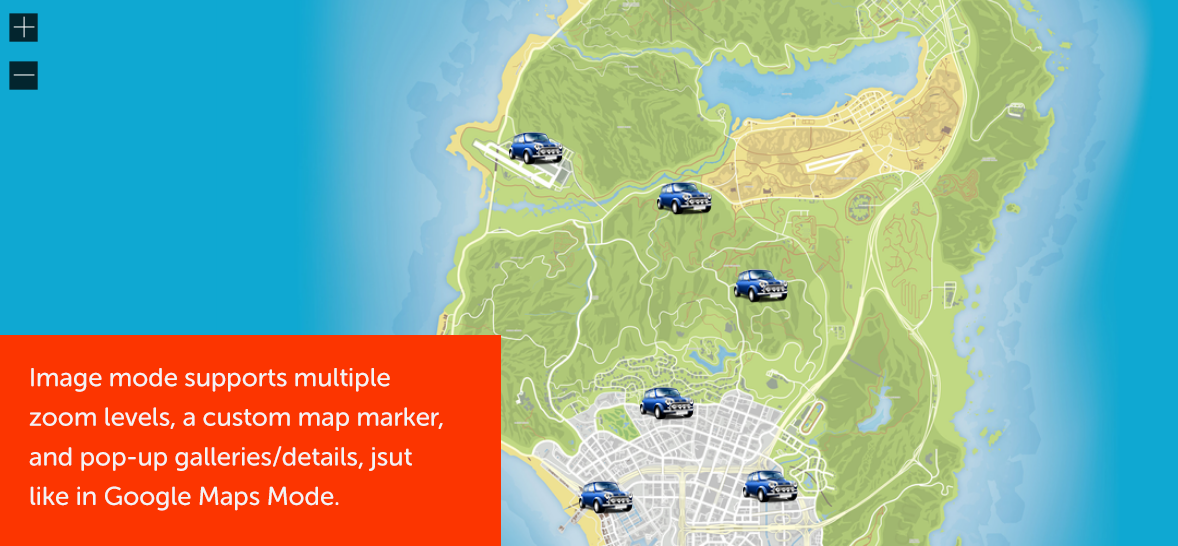 Image mode supports multiple
zoom levels, a custom map marker,
and pop-up galleries/details, jsut
like in Google Maps Mode.